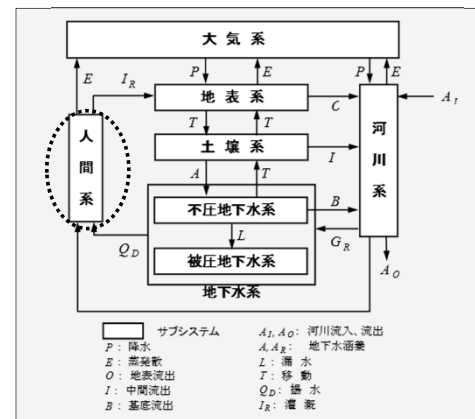 大気系
E
I_R
P
E
P
E
地表系
C
A_I
T
T
人間系
土壌系
I
河川系
A
T
不圧地下水系
B
Q_D
L
G_R
被圧地下水系
地下水系
A_O
サブシステム
P: 降水
E: 蒸発散
O: 地表流出
I: 中間流出
B: 基底流出
A_I, A_O: 河川流入、流出
A, A_R: 地下水涵養
L: 漏水
T: 移動
Q_D: 揚水
I_R: 灌漑